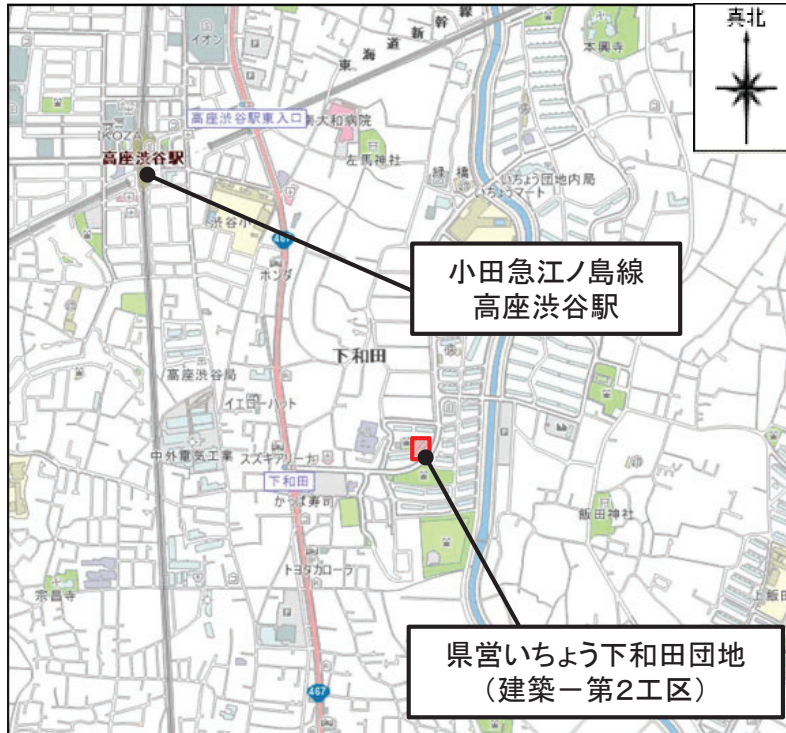 真北
イオン
東海道新幹線
本興寺
高座渋谷駅東入口
大和病院
IKOZA
高座渋谷駅
左馬神社
緑橋
いちょう団地内局
いちょうマート
渋谷小
467
ホンダ
小田急江ノ島線
高座渋谷駅
下和田
高座渋谷局
イエローハット
中外電気工業
スズキアリーナ
下和田
かっぱ寿司
飯田神社
トヨタカローラ
宗昌寺
上飯田
県営いちょう下和田団地
(建築-第2工区)
467